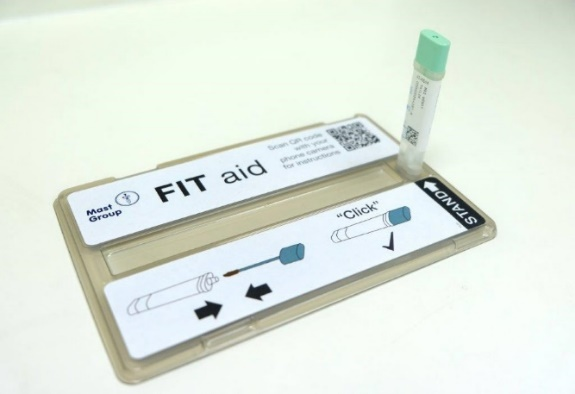 Mast
Group
FIT aid
Scan QR code
with your
phone camera
for instructions
"Click"
STAND